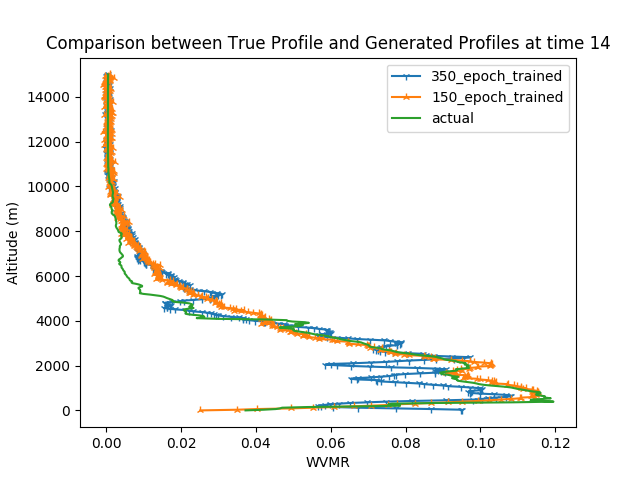 Comparison between True Profile and Generated Profiles at time 14
350_epoch_trained
150_epoch_trained
actual
Altitude (m)
14000
12000
10000
8000
6000
4000
2000
0
0.00 0.02 0.04 0.06 0.08 0.10 0.12
WVMR